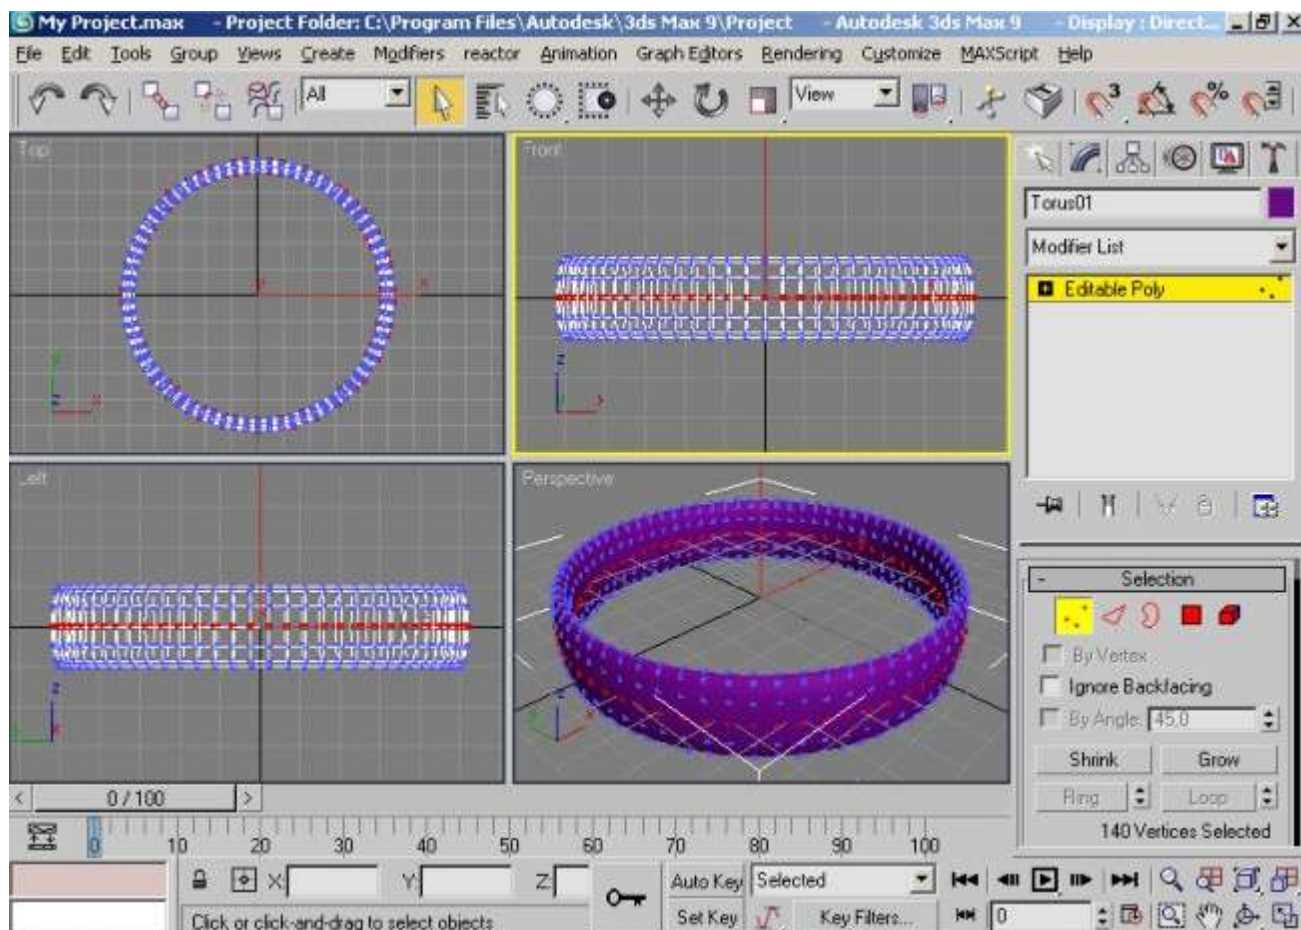 My Project.max - Project Folder: C:\Program Files\Autodesk\3ds Max 9\Project - Autodesk 3ds Max 9 - Display : Direct...
File Edit Tools Group Views Create Modifiers reactor Animation Graph Editors Rendering Customize MAXScript Help
All View 3 %
Top Front
Torus01
Modifier List
Editable Poly
x
z
y
z x
x
Left Perspective
Selection
By Vertex
Ignore Backfacing
By Angle: 45,0
Shrink Grow
Ring Loop
140 Vertices Selected
< 0 / 100 >
0 10 20 30 40 50 60 70 80 90 100
X: Y: Z: Auto Key Selected
Click or click-and-drag to select objects Set Key Key Filters... 0